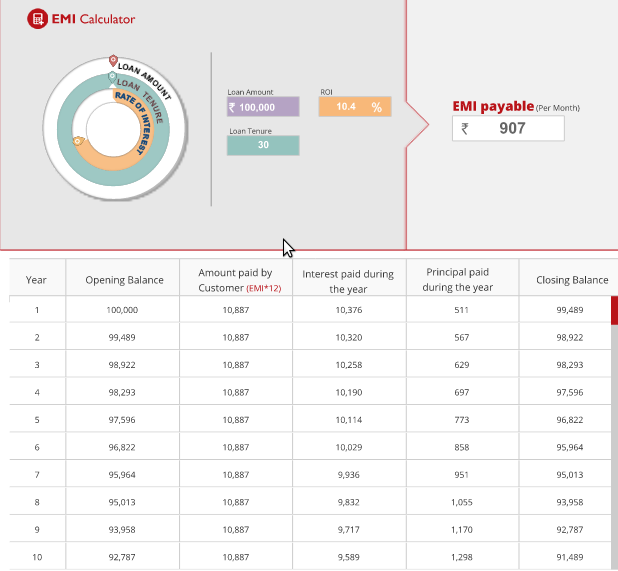 EMI Calculator
LOAN AMOUNT
LOAN TENURE
RATE OF INTEREST
Loan Amount ROI
₹ 100,000 10.4 %
Loan Tenure
30
EMI payable (Per Month)
₹ 907
Year Opening Balance Amount paid by Customer (EMI*12) Interest paid during the year Principal paid during the year Closing Balance
1 100,000 10,887 10,376 511 99,489
2 99,489 10,887 10,320 567 98,922
3 98,922 10,887 10,258 629 98,293
4 98,293 10,887 10,190 697 97,596
5 97,596 10,887 10,114 773 96,822
6 96,822 10,887 10,029 858 95,964
7 95,964 10,887 9,936 951 95,013
8 95,013 10,887 9,832 1,055 93,958
9 93,958 10,887 9,717 1,170 92,787
10 92,787 10,887 9,589 1,298 91,489